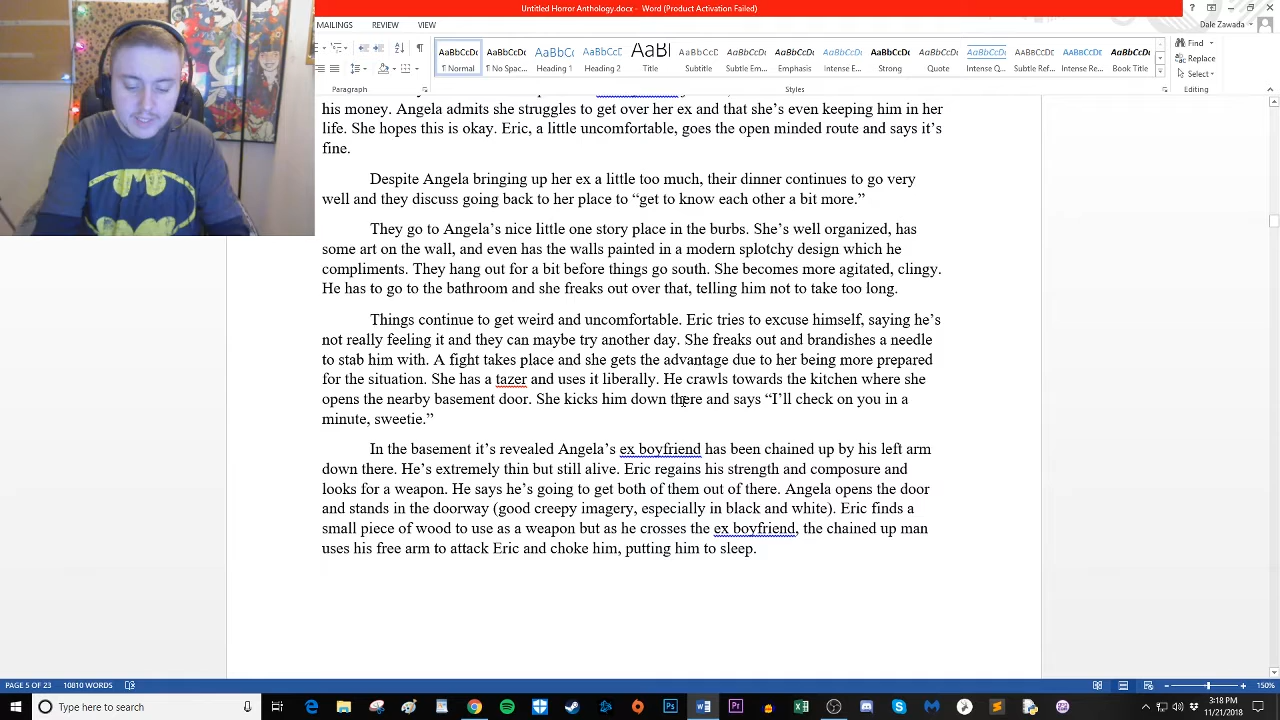 Untitled Horror Anthology.docx - Word (Product Activation Failed)
MAILINGS REVIEW VIEW
Dale Zawada
AaBbCcDc AaBbCcDc AaBbCc AaBbCcD AaBl AaBbCcD AaBbCcDc AaBbCcDc AaBbCcDc AaBbCcDc AaBbCcDc AaBbCcDc AaBbCcDc AaBbCcDc AaBbCcDc
¶ Normal ¶ No Spac... Heading 1 Heading 2 Title Subtitle Subtle Em... Emphasis Intense E... Strong Quote Intense Q... Subtle Ref... Intense Re... Book Title
Find
Replace
Select
Paragraph Styles Editing
his money. Angela admits she struggles to get over her ex and that she's even keeping him in her
life. She hopes this is okay. Eric, a little uncomfortable, goes the open minded route and says it's
fine.
Despite Angela bringing up her ex a little too much, their dinner continues to go very
well and they discuss going back to her place to “get to know each other a bit more.”
They go to Angela's nice little one story place in the burbs. She's well organized, has
some art on the wall, and even has the walls painted in a modern splotchy design which he
compliments. They hang out for a bit before things go south. She becomes more agitated, clingy.
He has to go to the bathroom and she freaks out over that, telling him not to take too long.
Things continue to get weird and uncomfortable. Eric tries to excuse himself, saying he's
not really feeling it and they can maybe try another day. She freaks out and brandishes a needle
to stab him with. A fight takes place and she gets the advantage due to her being more prepared
for the situation. She has a tazer and uses it liberally. He crawls towards the kitchen where she
opens the nearby basement door. She kicks him down there and says “I'll check on you in a
minute, sweetie.”
In the basement it's revealed Angela's ex boyfriend has been chained up by his left arm
down there. He's extremely thin but still alive. Eric regains his strength and composure and
looks for a weapon. He says he's going to get both of them out of there. Angela opens the door
and stands in the doorway (good creepy imagery, especially in black and white). Eric finds a
small piece of wood to use as a weapon but as he crosses the ex boyfriend, the chained up man
uses his free arm to attack Eric and choke him, putting him to sleep.
PAGE 5 OF 23 10810 WORDS 150%
Type here to search
3:18 PM
11/21/2018